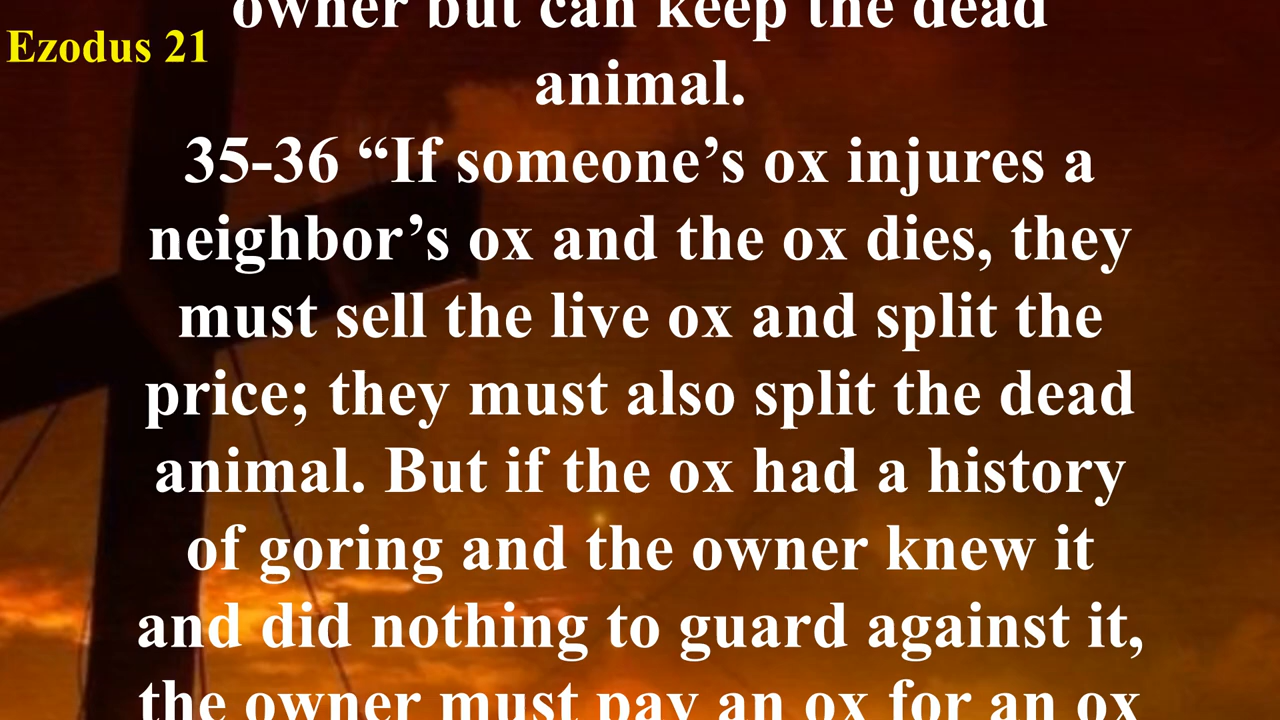 Ezodus 21
owner but can keep the dead
animal.
35-36 “If someone’s ox injures a
neighbor’s ox and the ox dies, they
must sell the live ox and split the
price; they must also split the dead
animal. But if the ox had a history
of goring and the owner knew it
and did nothing to guard against it,
the owner must pay an ox for an ox